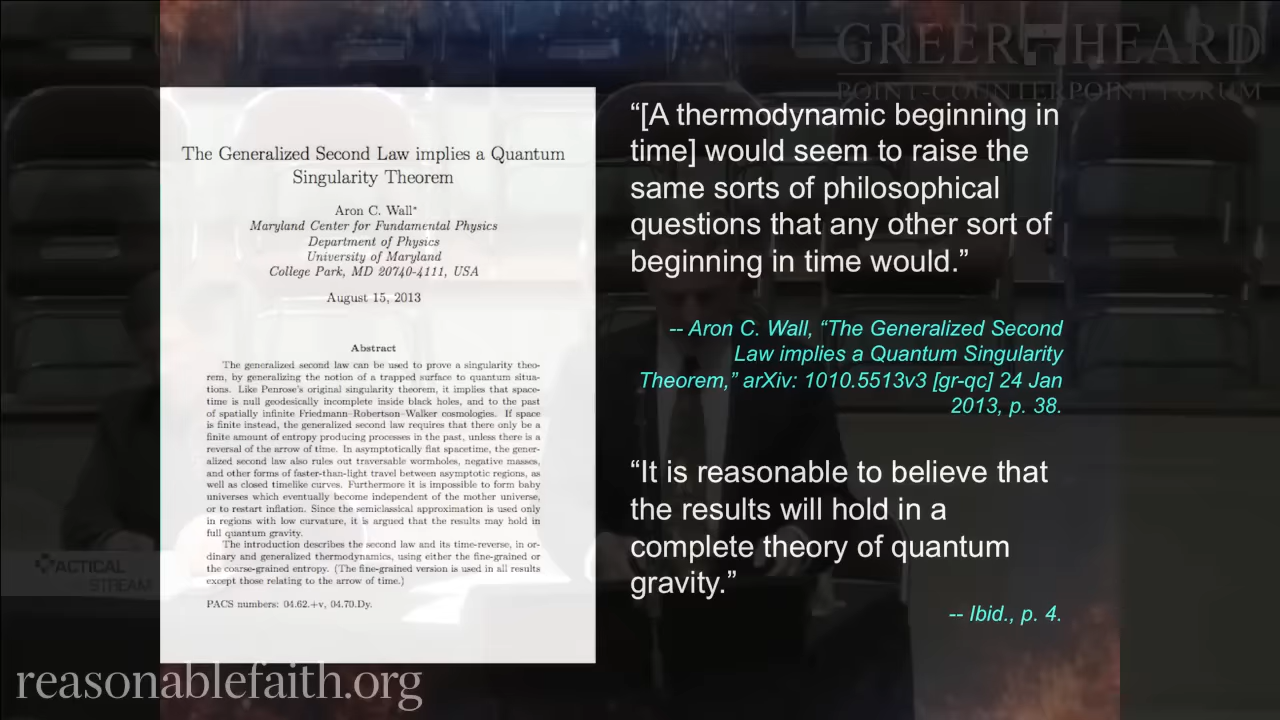 GREER HEARD
POINT-COUNTERPOINT FORUM
The Generalized Second Law implies a Quantum
Singularity Theorem
Aron C. Wall*
Maryland Center for Fundamental Physics
Department of Physics
University of Maryland
College Park, MD 20740-4111, USA
August 15, 2013
Abstract
The generalized second law can be used to prove a singularity theo-
rem, by generalizing the notion of a trapped surface to quantum situa-
tions. Like Penrose's original singularity theorem, it implies that space-
time is null geodesically incomplete inside black holes, and to the past
of spatially infinite Friedmann–Robertson–Walker cosmologies. If space
is finite instead, the generalized second law requires that there only be a
finite amount of entropy producing processes in the past, unless there is a
reversal of the arrow of time. In asymptotically flat spacetime, the gener-
alized second law also rules out traversable wormholes, negative masses,
and other forms of faster-than-light travel between asymptotic regions, as
well as closed timelike curves. Furthermore it is impossible to form baby
universes which eventually become independent of the mother universe,
or to restart inflation. Since the semiclassical approximation is used only
in regions with low curvature, it is argued that the results may hold in
full quantum gravity.
The introduction describes the second law and its time-reverse, in or-
dinary and generalized thermodynamics, using either the fine-grained or
the coarse-grained entropy. (The fine-grained version is used in all results
except those relating to the arrow of time.)
PACS numbers: 04.62.+v, 04.70.Dy.
“[A thermodynamic beginning in
time] would seem to raise the
same sorts of philosophical
questions that any other sort of
beginning in time would.”
-- Aron C. Wall, “The Generalized Second
Law implies a Quantum Singularity
Theorem,” arXiv: 1010.5513v3 [gr-qc] 24 Jan
2013, p. 38.
“It is reasonable to believe that
the results will hold in a
complete theory of quantum
gravity.”
-- Ibid., p. 4.
TACTICAL
STREAM
reasonablefaith.org